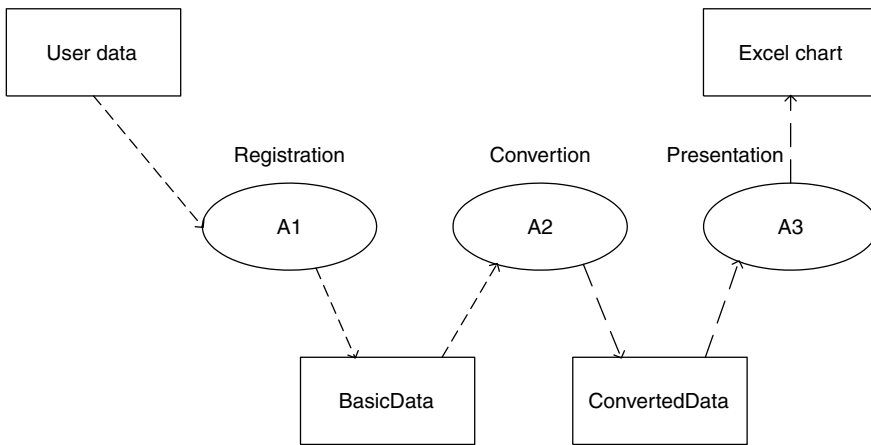 User data
Excel chart
Registration
Convertion
Presentation
A1
A2
A3
BasicData
ConvertedData